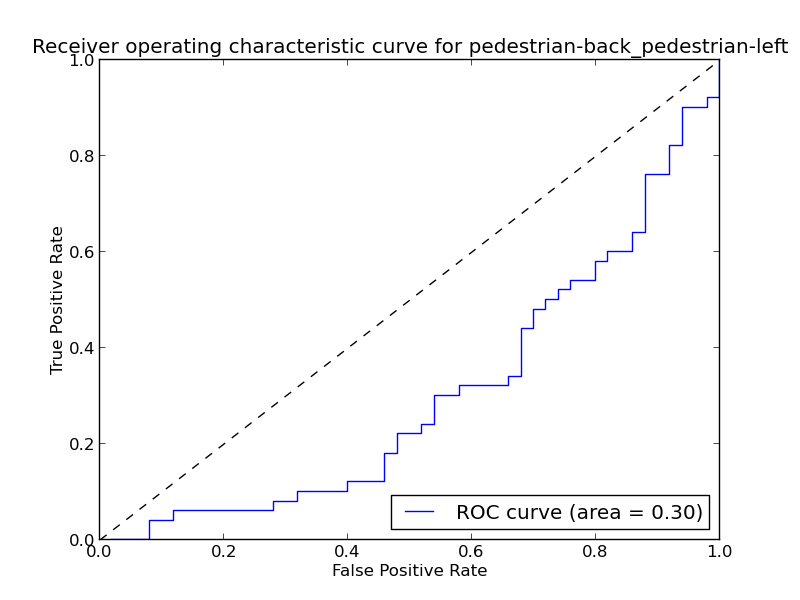 Receiver operating characteristic curve for pedestrian-back_pedestrian-left
1.0
0.8
0.6
0.4
0.2
0.0
True Positive Rate
ROC curve (area = 0.30)
0.0 0.2 0.4 0.6 0.8 1.0
False Positive Rate